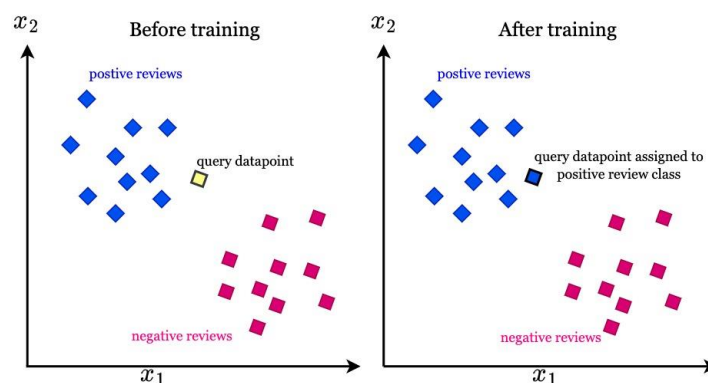 x₂
Before training
postive reviews
query datapoint
negative reviews
x₁
x₂
After training
postive reviews
query datapoint assigned to
positive review class
negative reviews
x₁